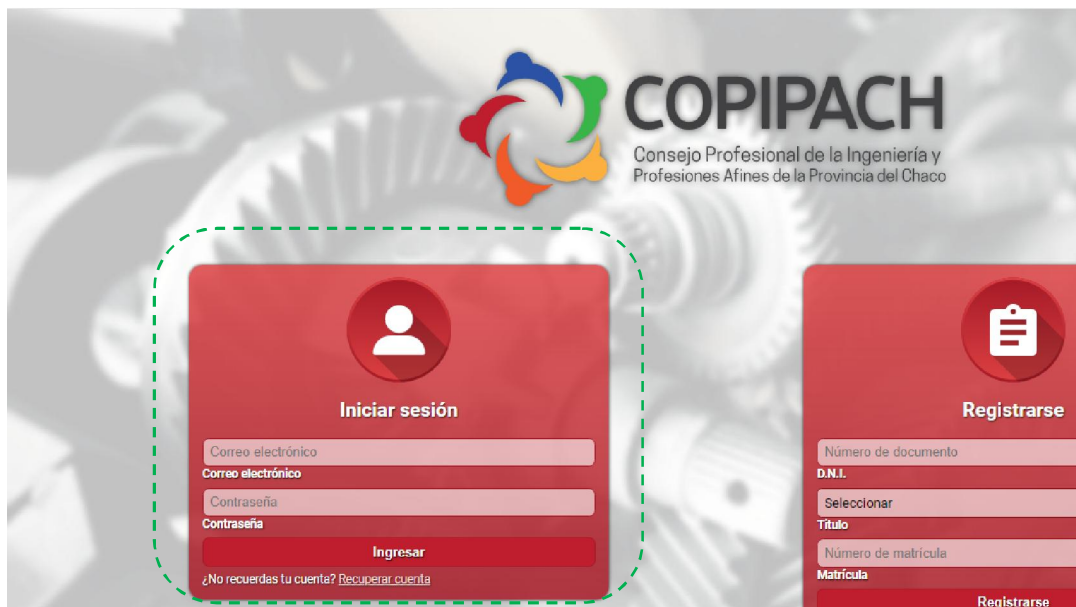 COPIPACH
Consejo Profesional de la Ingeniería y
Profesiones Afines de la Provincia del Chaco
Iniciar sesión
Correo electrónico
Correo electrónico
Contraseña
Contraseña
Ingresar
¿No recuerdas tu cuenta? Recuperar cuenta
Registrarse
Número de documento
D.N.I.
Seleccionar
Título
Número de matrícula
Matrícula
Registrarse